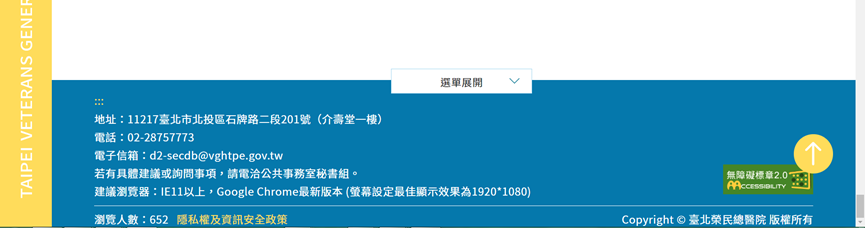 TAIPEI VETERANS GENER
選單展開
:::
地址：11217臺北市北投區石牌路二段201號（介壽堂一樓）
電話：02-28757773
電子信箱：d2-secdb@vghtpe.gov.tw
若有具體建議或詢問事項，請電洽公共事務室秘書組。
建議瀏覽器：IE11以上，Google Chrome最新版本 (螢幕設定最佳顯示效果為1920*1080)
無障礙標章2.0
AACCESSIBILITY
瀏覽人數：652 隱私權及資訊安全政策
Copyright © 臺北榮民總醫院 版權所有